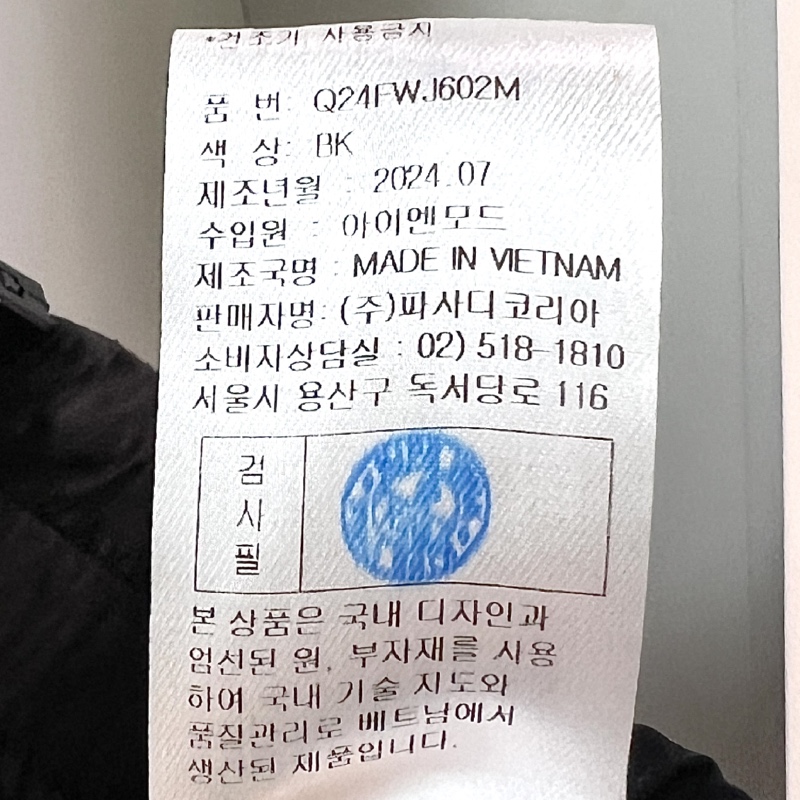 *건조기 사용금지
품 번: Q24FWJ602M
색 상: BK
제조년월 : 2024.07
수입원 : 아이엔모드
제조국명 : MADE IN VIETNAM
판매자명: (주)파사디코리아
소비자상담실 : 02) 518-1810
서울시 용산구 독서당로 116
검
사
필
본 상품은 국내 디자인과
엄선된 원, 부자재를 사용
하여 국내 기술 지도와
품질관리로 베트남에서
생산된 제품입니다.